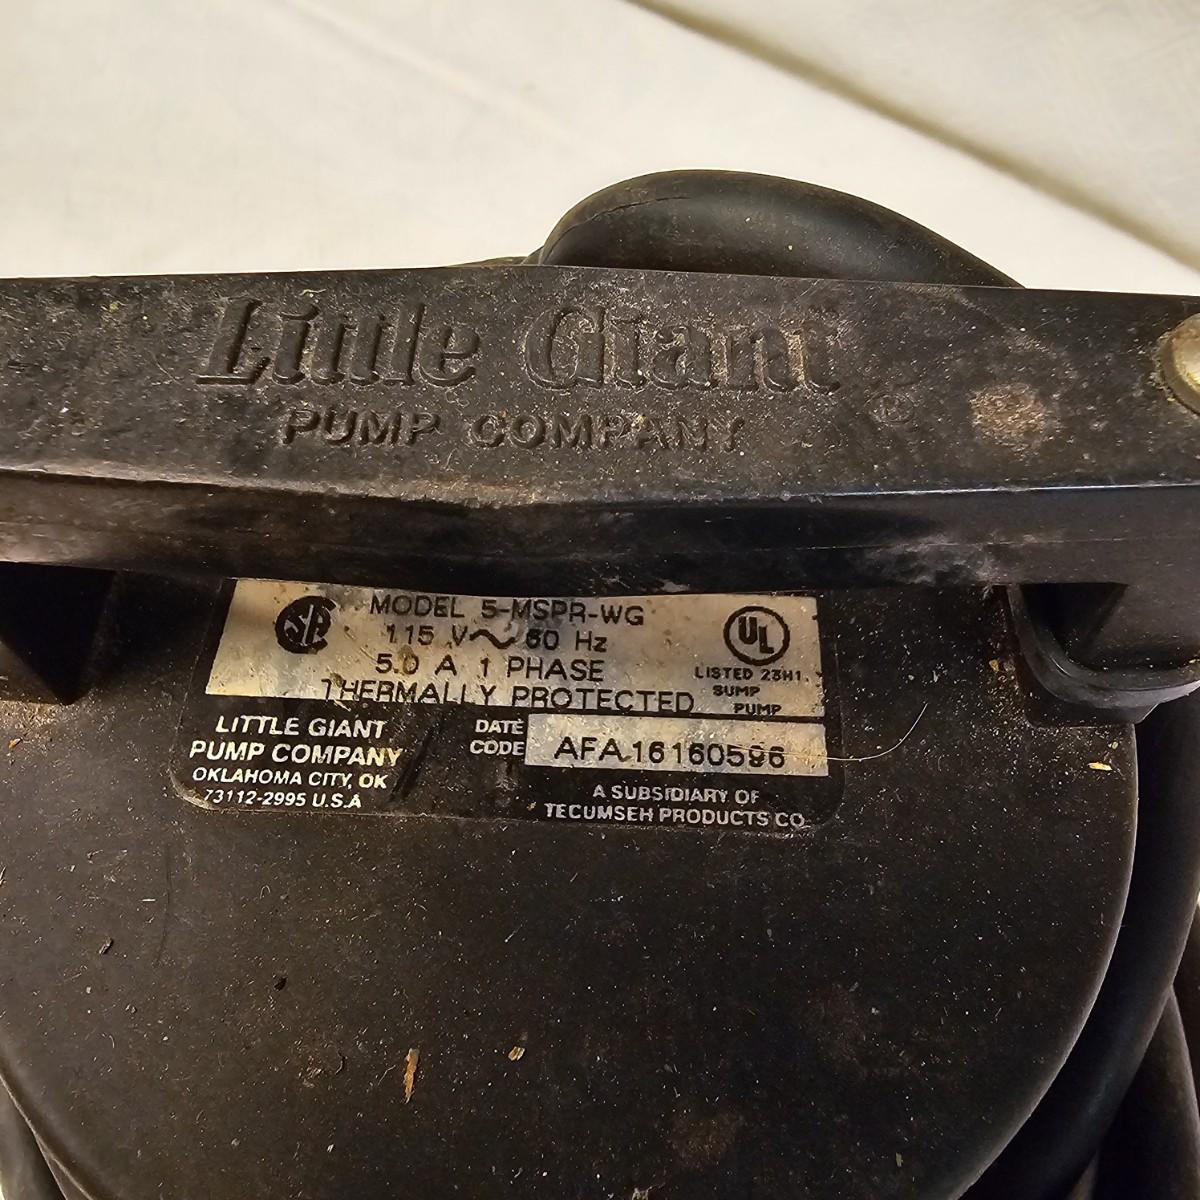 Little Giant ®
PUMP COMPANY
MODEL 5-MSPR-WG
115 V~ 60 Hz
5.0 A 1 PHASE
THERMALLY PROTECTED
UL
LISTED 23H1
SUMP
PUMP
LITTLE GIANT
PUMP COMPANY
OKLAHOMA CITY, OK
73112-2995 U.S.A
DATE
CODE
AFA16160596
A SUBSIDIARY OF
TECUMSEH PRODUCTS CO